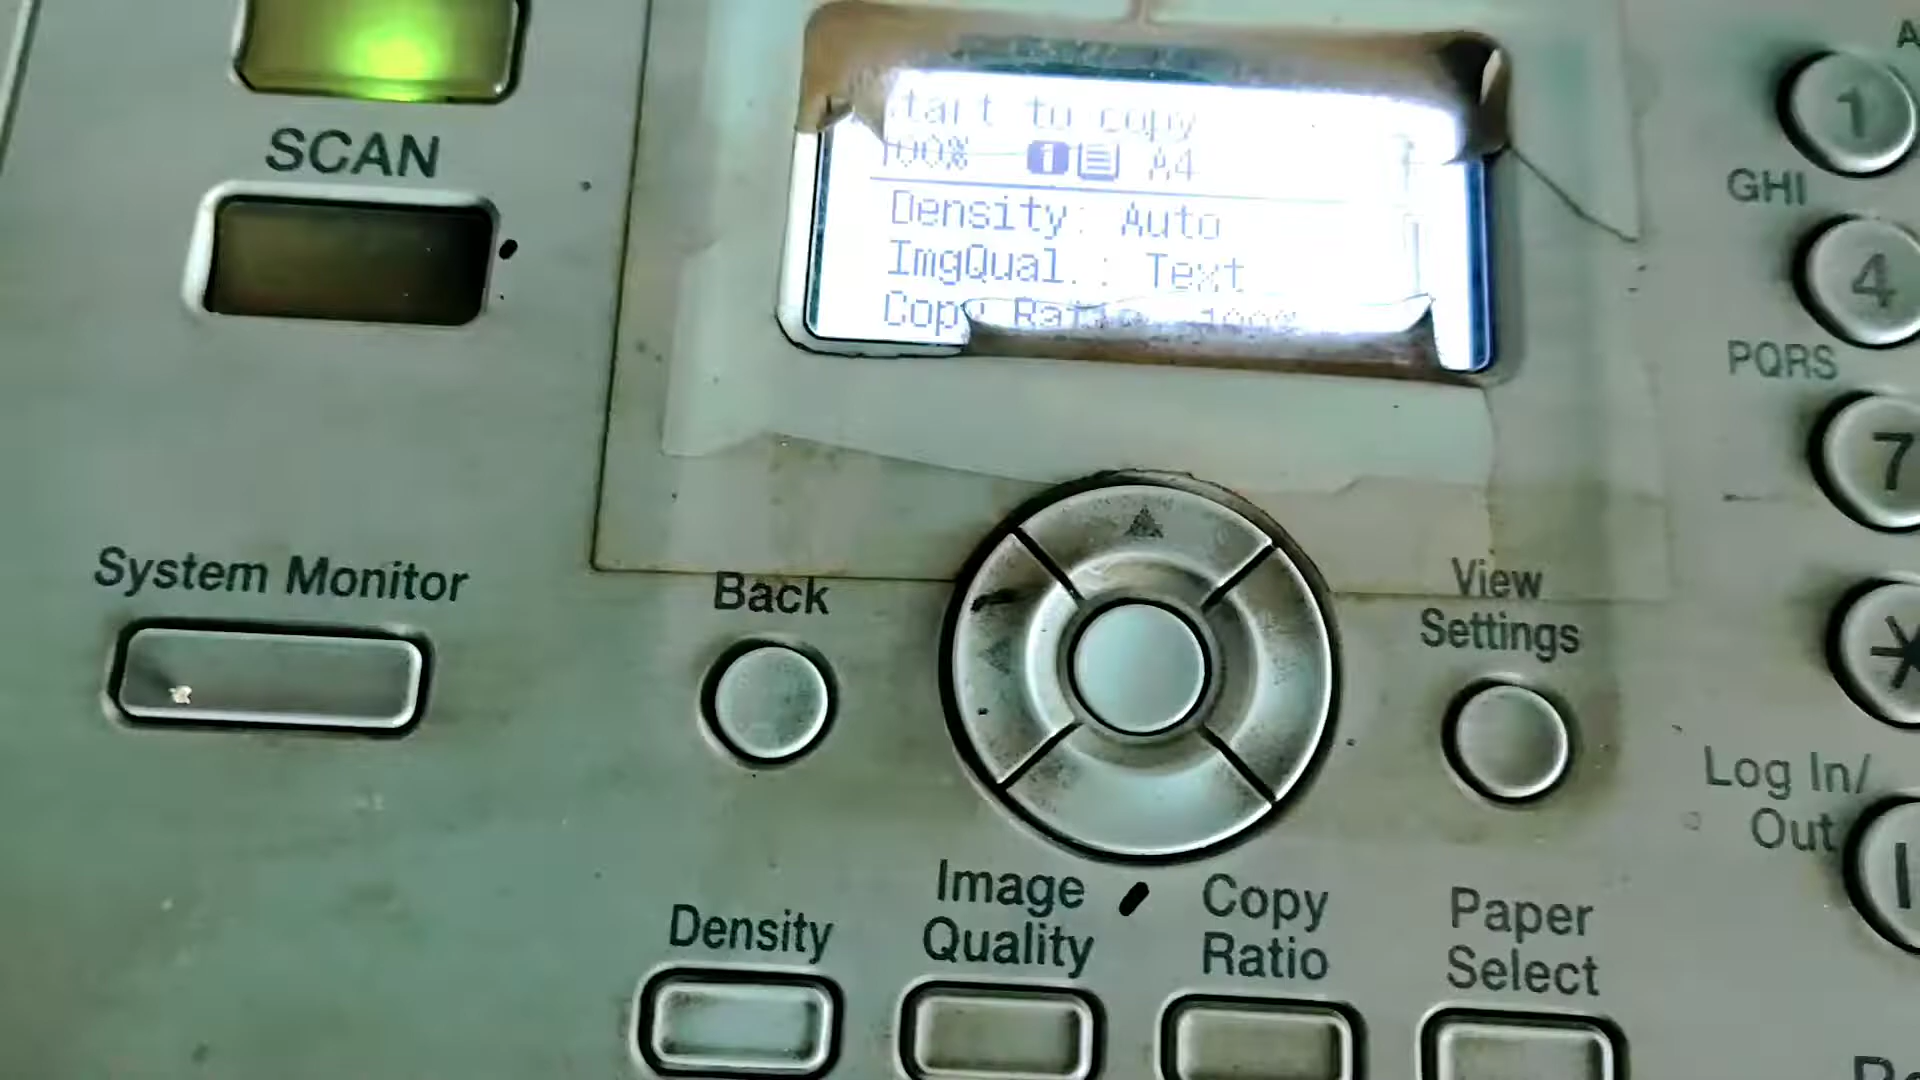 SCAN
tart to copy
100% i A4
Density: Auto
ImgQual.: Text
Copy Ratio: 100%
1
GHI
4
PQRS
7
*
System Monitor
Back
View
Settings
Log In/
Out
Density
Image
Quality
Copy
Ratio
Paper
Select